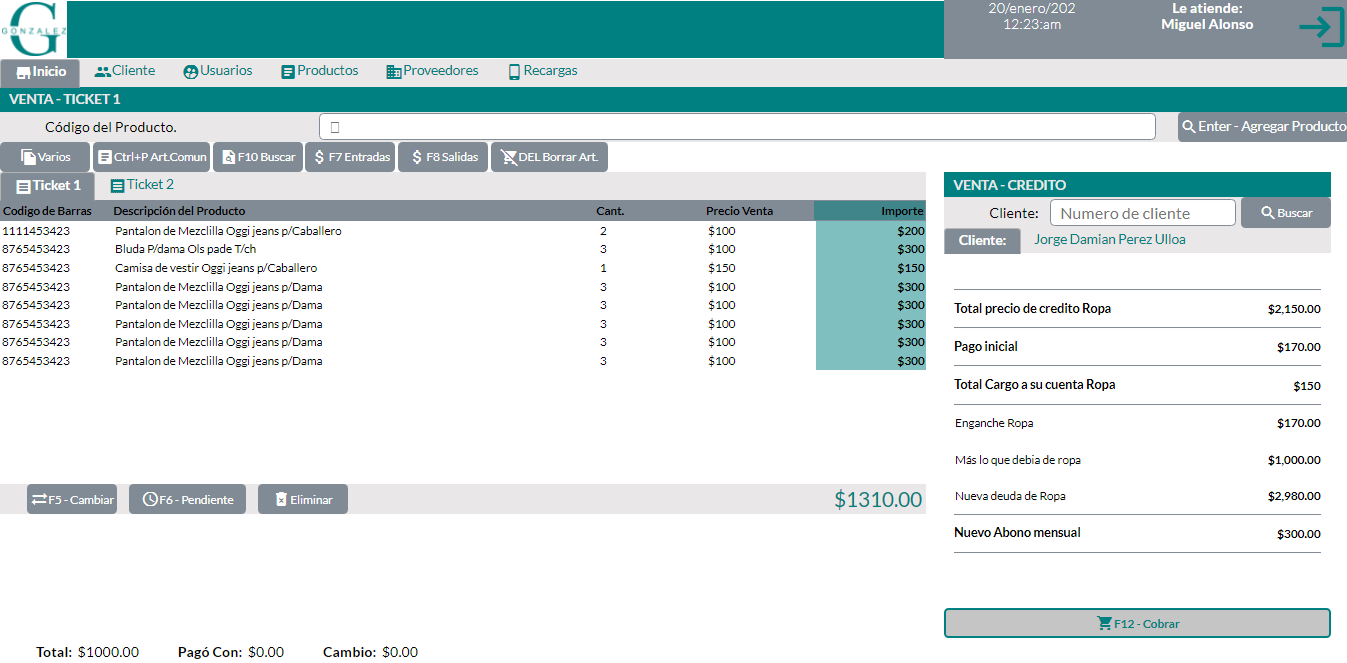 GONZALEZ
20/enero/202
12:23:am
Le atiende:
Miguel Alonso
Inicio Cliente Usuarios Productos Proveedores Recargas
VENTA - TICKET 1
Código del Producto. Enter - Agregar Producto
Varios Ctrl+P Art.Comun F10 Buscar $ F7 Entradas $ F8 Salidas DEL Borrar Art.
Ticket 1 Ticket 2
Codigo de Barras Descripción del Producto Cant. Precio Venta Importe
1111453423 Pantalon de Mezclilla Oggi jeans p/Caballero 2 $100 $200
8765453423 Bluda P/dama Ols pade T/ch 3 $100 $300
8765453423 Camisa de vestir Oggi jeans p/Caballero 1 $150 $150
8765453423 Pantalon de Mezclilla Oggi jeans p/Dama 3 $100 $300
8765453423 Pantalon de Mezclilla Oggi jeans p/Dama 3 $100 $300
8765453423 Pantalon de Mezclilla Oggi jeans p/Dama 3 $100 $300
8765453423 Pantalon de Mezclilla Oggi jeans p/Dama 3 $100 $300
8765453423 Pantalon de Mezclilla Oggi jeans p/Dama 3 $100 $300
F5 - Cambiar F6 - Pendiente Eliminar $1310.00
Total: $1000.00 Pagó Con: $0.00 Cambio: $0.00
VENTA - CREDITO
Cliente: Numero de cliente Buscar
Cliente: Jorge Damian Perez Ulloa
Total precio de credito Ropa $2,150.00
Pago inicial $170.00
Total Cargo a su cuenta Ropa $150
Enganche Ropa $170.00
Más lo que debia de ropa $1,000.00
Nueva deuda de Ropa $2,980.00
Nuevo Abono mensual $300.00
F12 - Cobrar